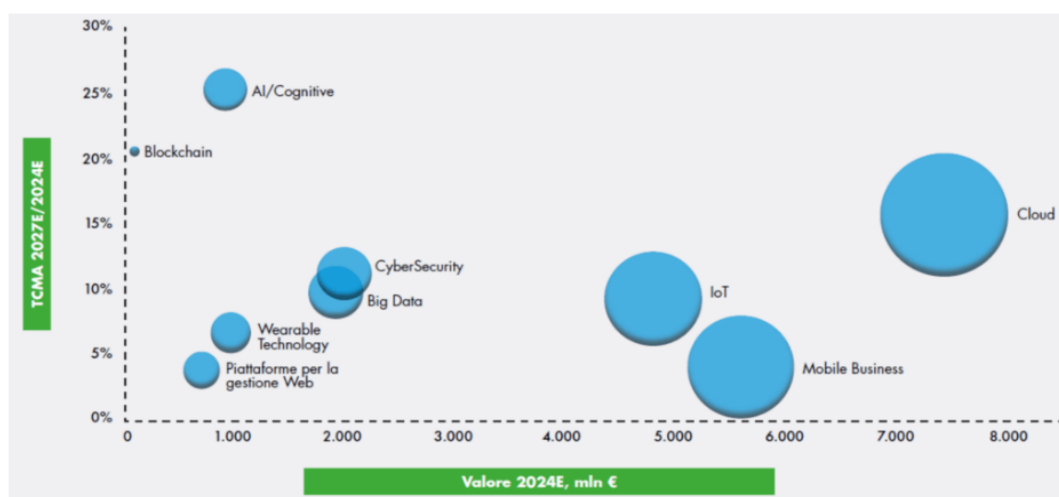 30%
25%
20%
15%
10%
5%
0%
TCMA 2027E/2024E
AI/Cognitive
Blockchain
Cloud
CyberSecurity
Big Data
IoT
Wearable
Technology
Piattaforme per la
gestione Web
Mobile Business
0 1.000 2.000 3.000 4.000 5.000 6.000 7.000 8.000
Valore 2024E, mln €